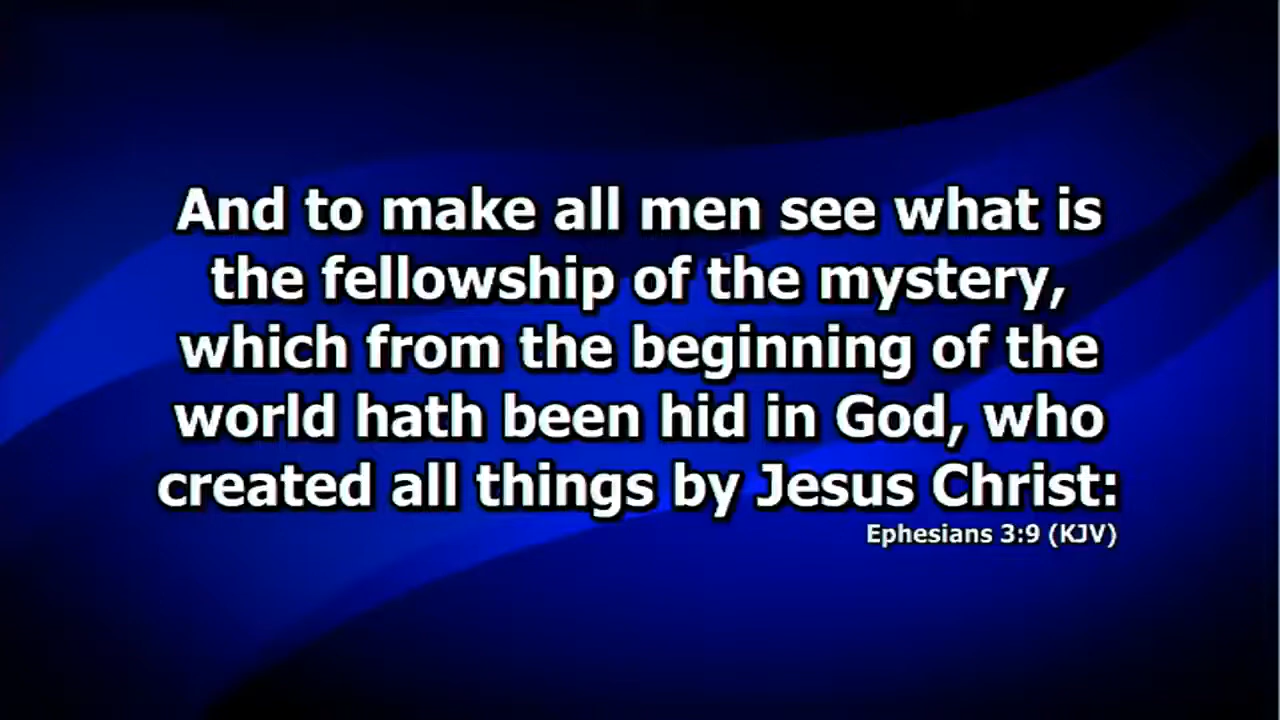 And to make all men see what is
the fellowship of the mystery,
which from the beginning of the
world hath been hid in God, who
created all things by Jesus Christ:
Ephesians 3:9 (KJV)